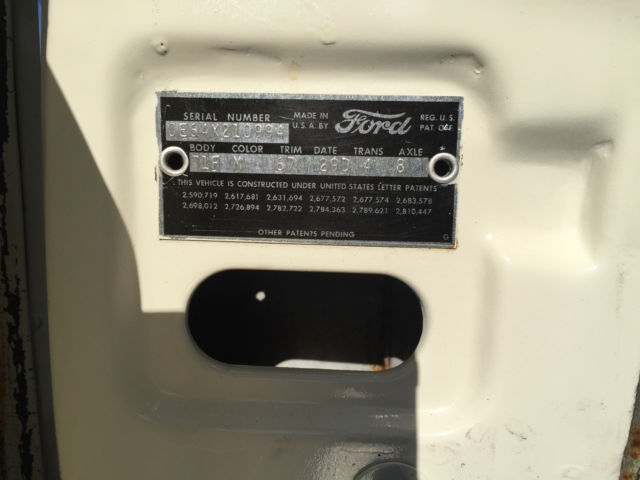 SERIAL NUMBER
MADE IN
U.S.A. BY
Ford
REG. U.S.
PAT. OFF.
0E34X210994
BODY COLOR TRIM DATE TRANS AXLE *
71F M 67 29D 4 8
THIS VEHICLE IS CONSTRUCTED UNDER UNITED STATES LETTER PATENTS
2,590,719 2,617,681 2,631,694 2,677,572 2,677,574 2,683,578
2,698,012 2,726,894 2,782,722 2,784,363 2,789,621 2,810,447
OTHER PATENTS PENDING
G